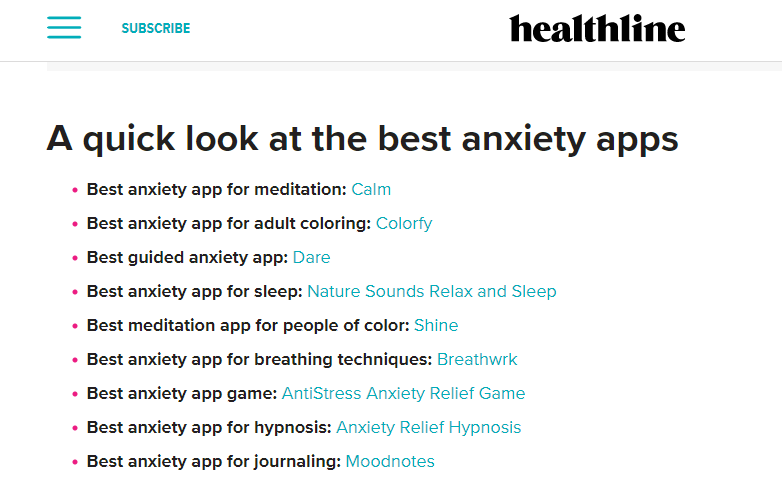 SUBSCRIBE
healthline
A quick look at the best anxiety apps
• Best anxiety app for meditation: Calm
• Best anxiety app for adult coloring: Colorfy
• Best guided anxiety app: Dare
• Best anxiety app for sleep: Nature Sounds Relax and Sleep
• Best meditation app for people of color: Shine
• Best anxiety app for breathing techniques: Breathwrk
• Best anxiety app game: AntiStress Anxiety Relief Game
• Best anxiety app for hypnosis: Anxiety Relief Hypnosis
• Best anxiety app for journaling: Moodnotes